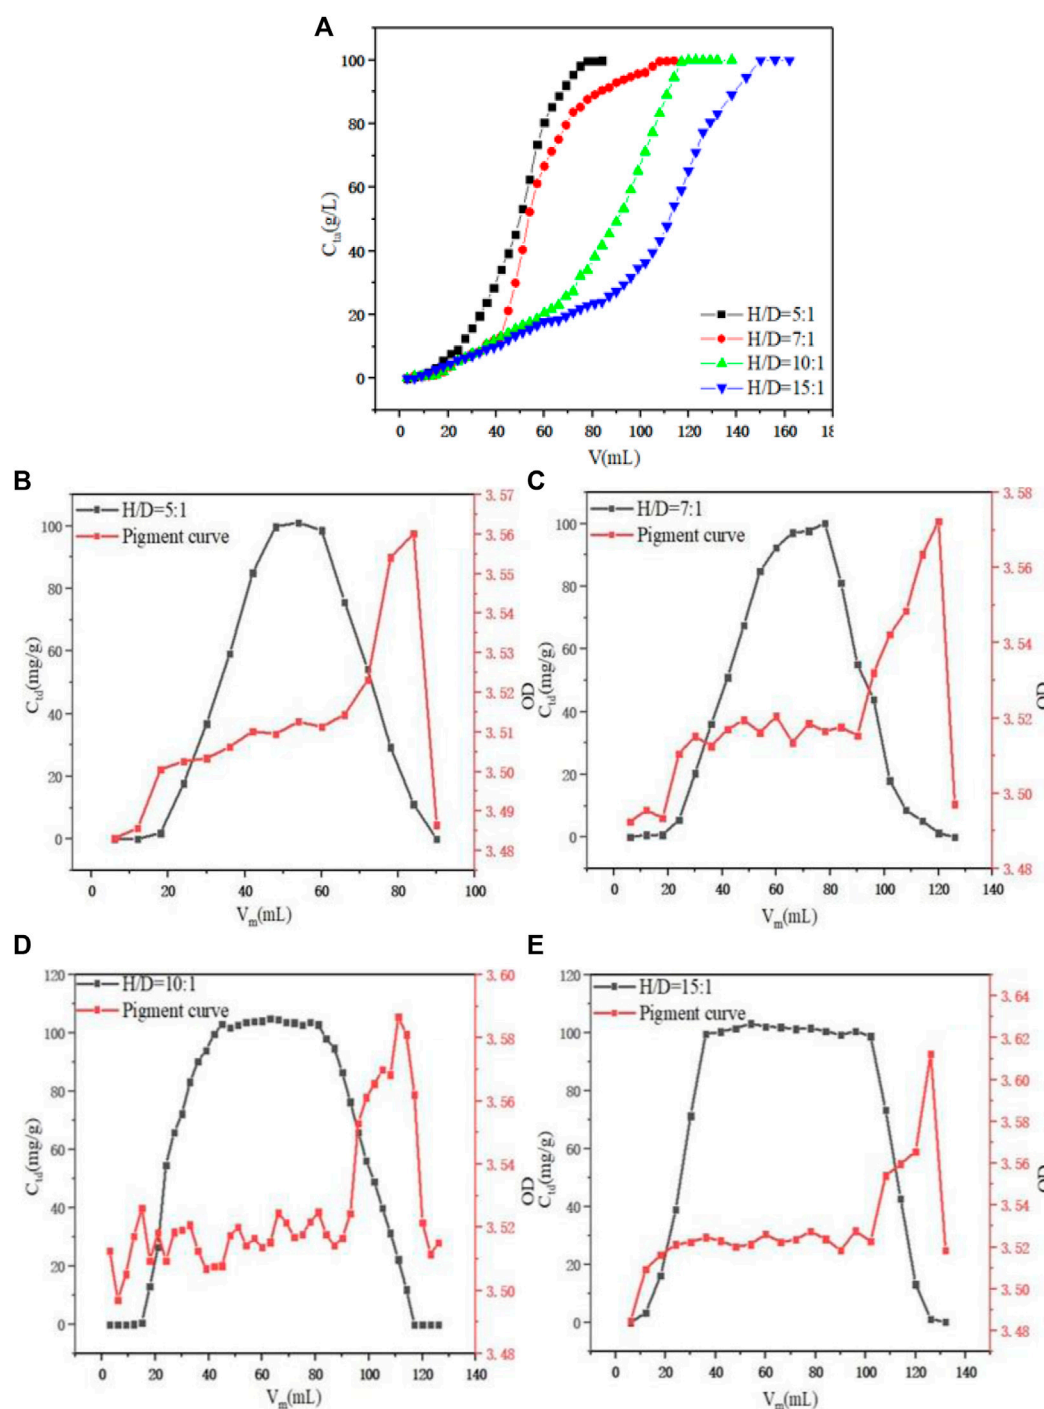 A
100
80
60
40
20
0
C_ta(g/L)
H/D=5:1
H/D=7:1
H/D=10:1
H/D=15:1
0 20 40 60 80 100 120 140 160 18
V(mL)
B
H/D=5:1
Pigment curve
100
80
60
40
20
0
C_td(mg/g)
3.57
3.56
3.55
3.54
3.53
3.52
3.51
3.50
3.49
3.48
OD
0 20 40 60 80 100
V_m(mL)
C
H/D=7:1
Pigment curve
100
80
60
40
20
0
C_td(mg/g)
3.58
3.56
3.54
3.52
3.50
3.48
OD
0 20 40 60 80 100 120 140
V_m(mL)
D
H/D=10:1
Pigment curve
120
100
80
60
40
20
0
C_td(mg/g)
3.60
3.58
3.56
3.54
3.52
3.50
3.48
OD
0 20 40 60 80 100 120 140
V_m(mL)
E
H/D=15:1
Pigment curve
120
100
80
60
40
20
0
C_td(mg/g)
3.64
3.62
3.60
3.58
3.56
3.54
3.52
3.50
3.48
OD
0 20 40 60 80 100 120 140
V_m(mL)